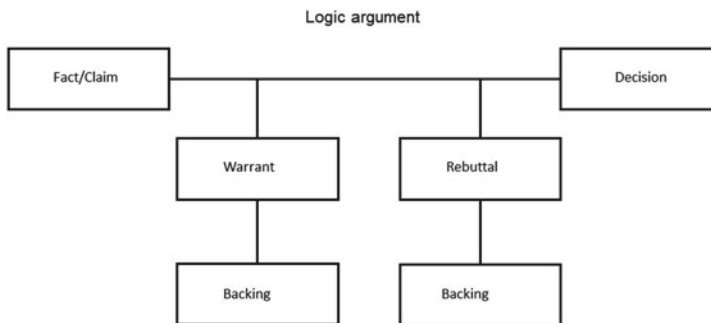 Logic argument
Fact/Claim
Decision
Warrant
Rebuttal
Backing
Backing